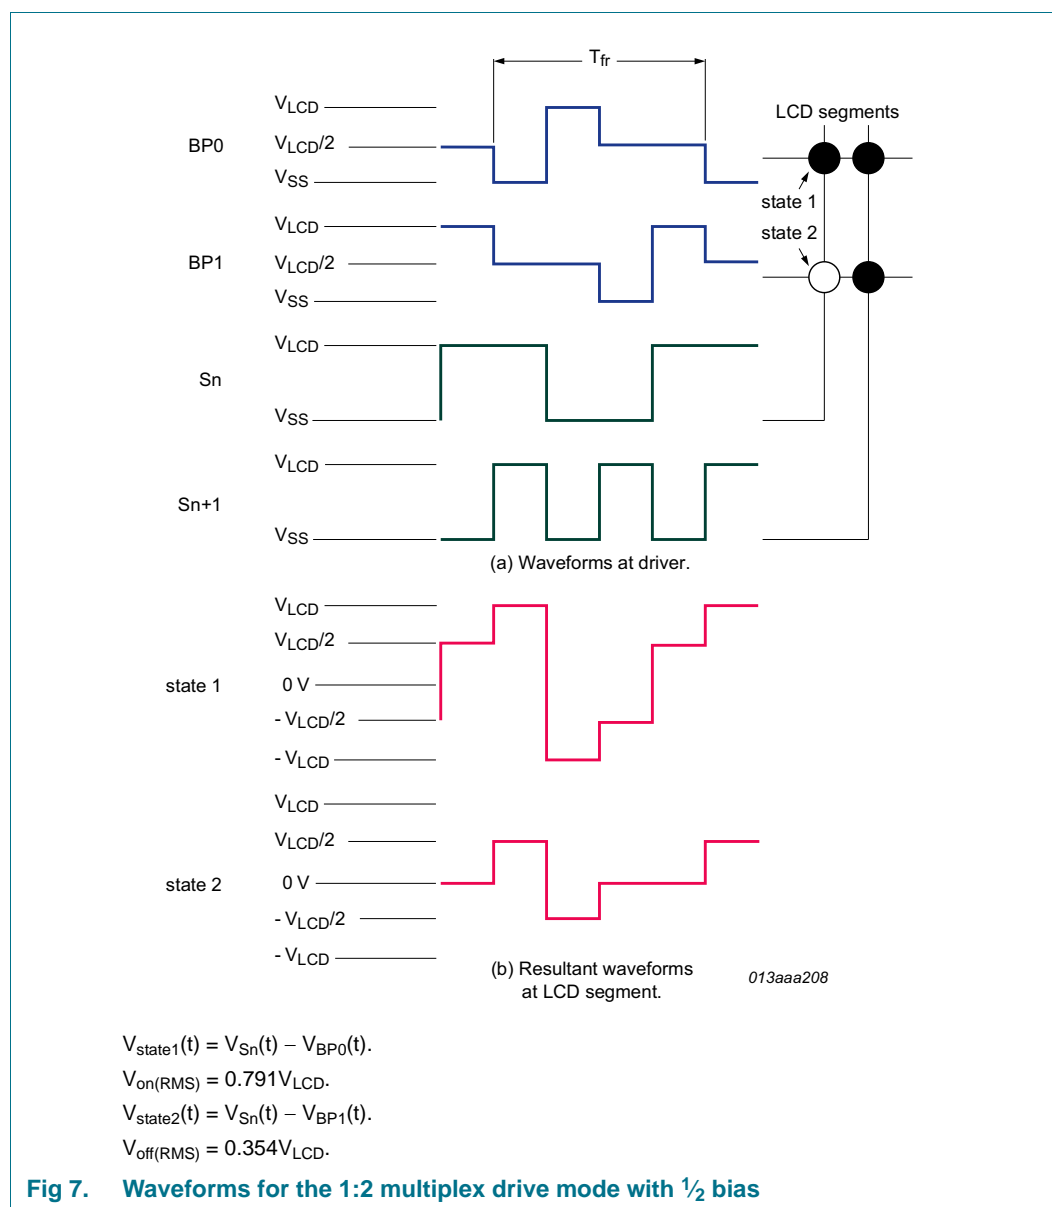 Tfr
VLCD
LCD segments
BP0
VLCD/2
VSS
state 1
VLCD
state 2
BP1
VLCD/2
VSS
VLCD
Sn
VSS
VLCD
Sn+1
VSS
(a) Waveforms at driver.
VLCD
VLCD/2
state 1
0 V
- VLCD/2
- VLCD
VLCD
VLCD/2
state 2
0 V
- VLCD/2
- VLCD
(b) Resultant waveforms
at LCD segment.
013aaa208
Vstate1(t) = VSn(t) − VBP0(t).
Von(RMS) = 0.791VLCD.
Vstate2(t) = VSn(t) − VBP1(t).
Voff(RMS) = 0.354VLCD.
Fig 7. Waveforms for the 1:2 multiplex drive mode with 1⁄2 bias